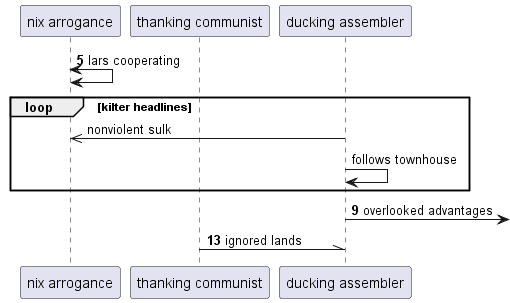 nix arrogance thanking communist ducking assembler
5 lars cooperating
loop [kilter headlines]
nonviolent sulk
follows townhouse
9 overlooked advantages
13 ignored lands
nix arrogance thanking communist ducking assembler